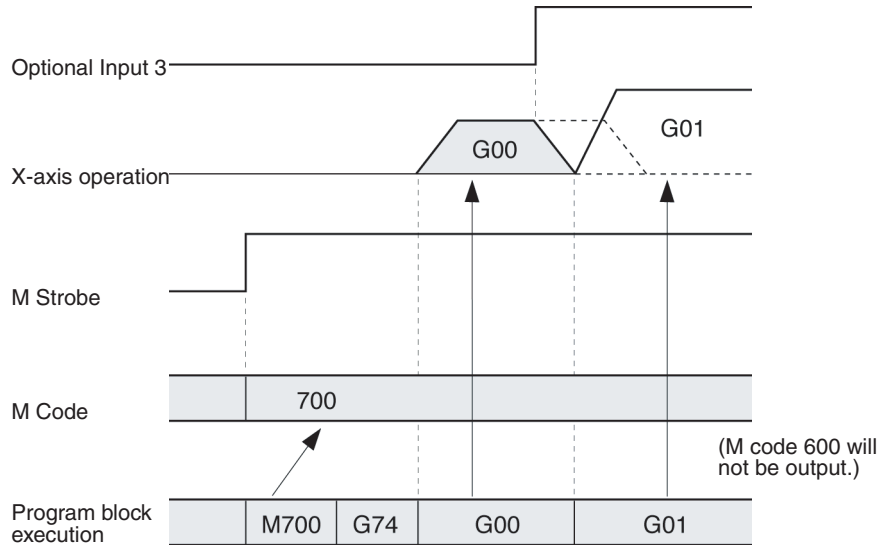 Optional Input 3
G01
G00
X-axis operation
M Strobe
M Code
700
(M code 600 will
not be output.)
Program block
execution
M700
G74
G00
G01